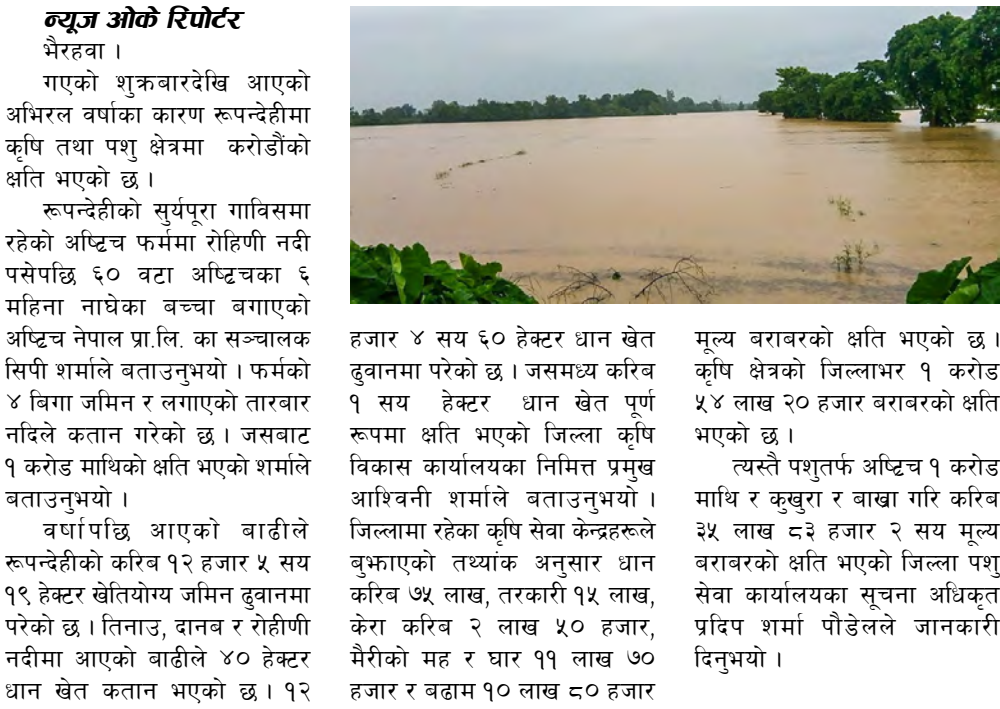 न्यूज ओके रिपोर्टर
भैरहवा ।
गएको शुक्रबारदेखि आएको
अभिरल वर्षाका कारण रूपन्देहीमा
कृषि तथा पशु क्षेत्रमा करोडौंको
क्षति भएको छ ।
रूपन्देहीको सुर्यपूरा गाविसमा
रहेको अष्ट्रिच फर्ममा रोहिणी नदी
पसेपछि ६० वटा अष्ट्रिचका ६
महिना नाघेका बच्चा बगाएको
अष्ट्रिच नेपाल प्रा.लि. का सञ्चालक
सिपी शर्माले बताउनुभयो । फर्मको
४ बिगा जमिन र लगाएको तारबार
नदिले कतान गरेको छ । जसबाट
१ करोड माथिको क्षति भएको शर्माले
बताउनुभयो ।
वर्षापछि आएको बाढीले
रूपन्देहीको करिब १२ हजार ५ सय
१९ हेक्टर खेतियोग्य जमिन ढुवानमा
परेको छ । तिनाउ, दानब र रोहीणी
नदीमा आएको बाढीले ४० हेक्टर
धान खेत कतान भएको छ । १२
हजार ४ सय ६० हेक्टर धान खेत
ढुवानमा परेको छ । जसमध्य करिब
१ सय हेक्टर धान खेत पूर्ण
रूपमा क्षति भएको जिल्ला कृषि
विकास कार्यालयका निमित्त प्रमुख
आश्विनी शर्माले बताउनुभयो ।
जिल्लामा रहेका कृषि सेवा केन्द्रहरूले
बुझाएको तथ्यांक अनुसार धान
करिब ७५ लाख, तरकारी १५ लाख,
केरा करिब २ लाख ५० हजार,
मैरीको मह र घार ११ लाख ७०
हजार र बढाम १० लाख ८० हजार
मूल्य बराबरको क्षति भएको छ ।
कृषि क्षेत्रको जिल्लाभर १ करोड
५४ लाख २० हजार बराबरको क्षति
भएको छ ।
त्यस्तै पशुतर्फ अष्ट्रिच १ करोड
माथि र कुखुरा र बाख्रा गरि करिब
३५ लाख ८३ हजार २ सय मूल्य
बराबरको क्षति भएको जिल्ला पशु
सेवा कार्यालयका सूचना अधिकृत
प्रदिप शर्मा पौडेलले जानकारी
दिनुभयो ।